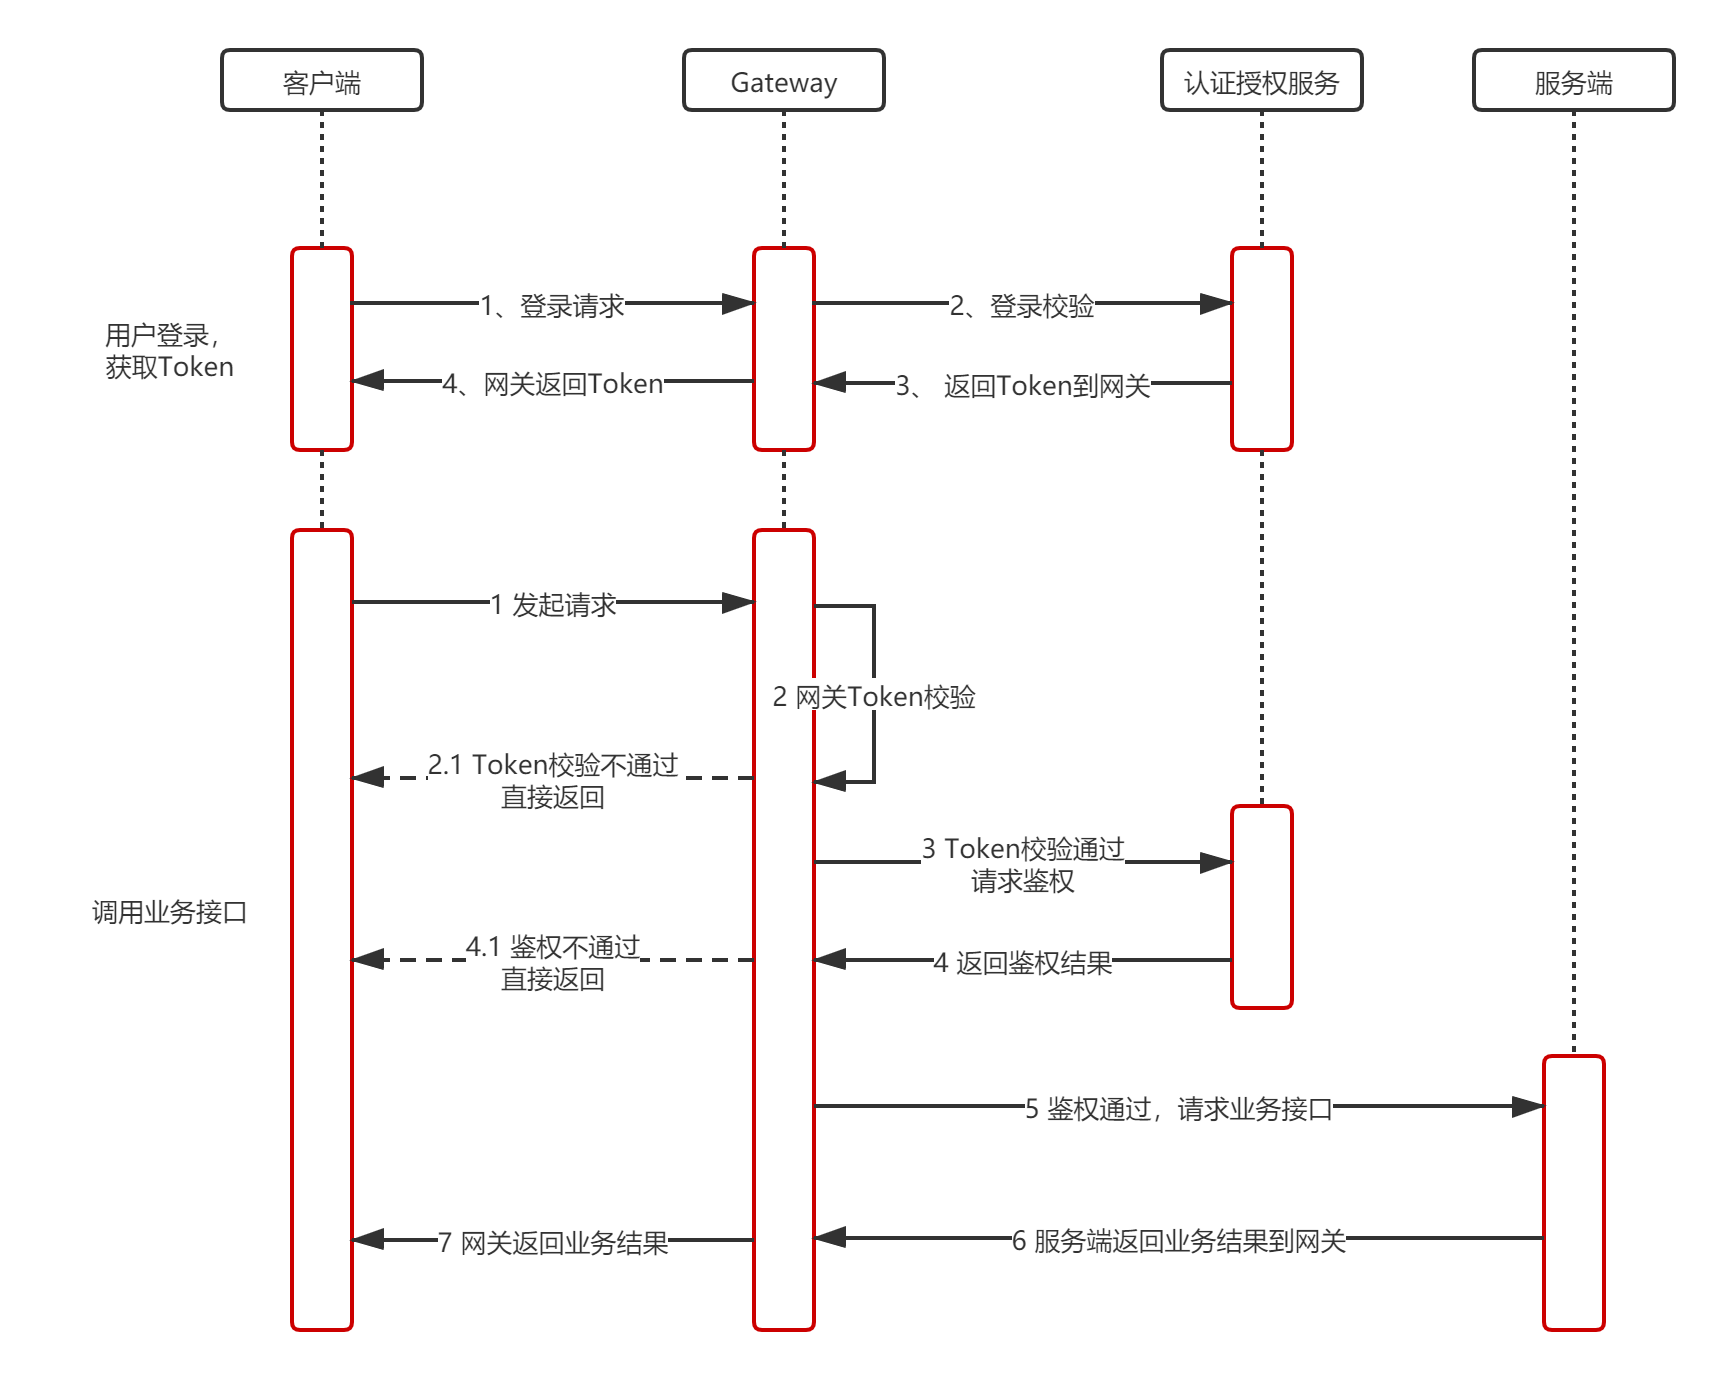 客户端
Gateway
认证授权服务
服务端
用户登录，
获取Token
1、登录请求
2、登录校验
4、网关返回Token
3、 返回Token到网关
1 发起请求
2 网关Token校验
2.1 Token校验不通过
直接返回
3 Token校验通过
请求鉴权
调用业务接口
4.1 鉴权不通过
直接返回
4 返回鉴权结果
5 鉴权通过，请求业务接口
7 网关返回业务结果
6 服务端返回业务结果到网关